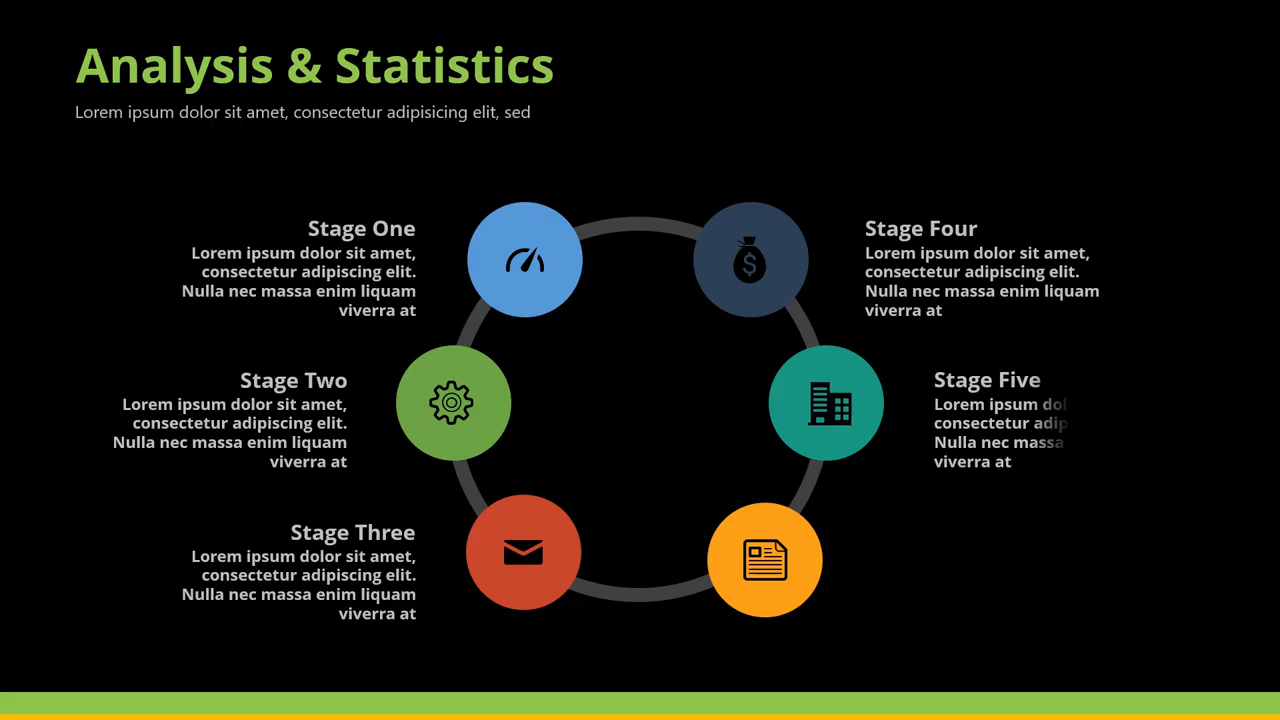 Analysis & Statistics
Lorem ipsum dolor sit amet, consectetur adipisicing elit, sed
Stage One
Lorem ipsum dolor sit amet,
consectetur adipiscing elit.
Nulla nec massa enim liquam
viverra at
Stage Two
Lorem ipsum dolor sit amet,
consectetur adipiscing elit.
Nulla nec massa enim liquam
viverra at
Stage Three
Lorem ipsum dolor sit amet,
consectetur adipiscing elit.
Nulla nec massa enim liquam
viverra at
Stage Four
Lorem ipsum dolor sit amet,
consectetur adipiscing elit.
Nulla nec massa enim liquam
viverra at
Stage Five
Lorem ipsum
consectetur
Nulla nec massa
viverra at
$